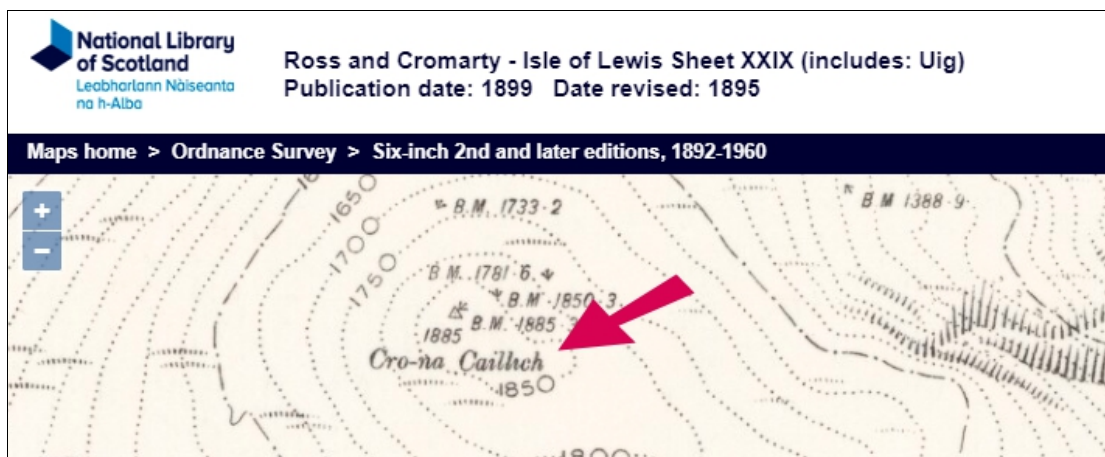 National Library
of Scotland
Leabharlann Nàiseanta
na h-Alba
Ross and Cromarty - Isle of Lewis Sheet XXIX (includes: Uig)
Publication date: 1899 Date revised: 1895
Maps home > Ordnance Survey > Six-inch 2nd and later editions, 1892-1960
+
−
1650
1700
1750
B.M. 1733·2
B M 1388·9
B M. 1781·6
B.M. 1850·3
B.M. 1885
1885
Cro-na Cailluch
1850
1800